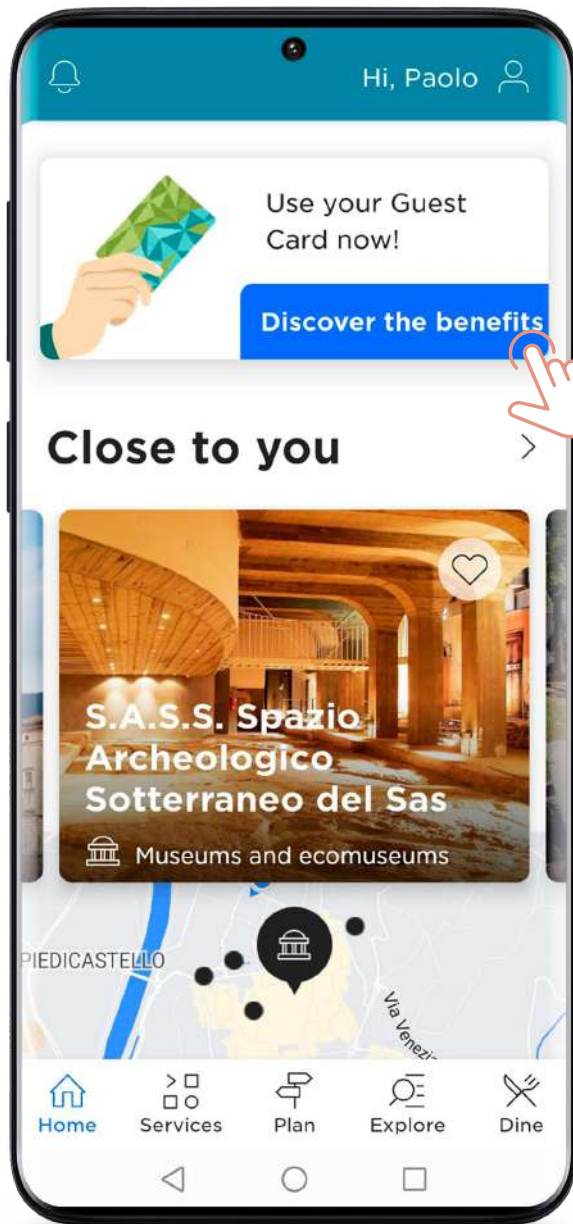 Hi, Paolo
Use your Guest
Card now!
Discover the benefits
Close to you
S.A.S.S. Spazio
Archeologico
Sotterraneo del Sas
Museums and ecomuseums
PIEDICASTELLO
Via Venezi
Home
Services
Plan
Explore
Dine